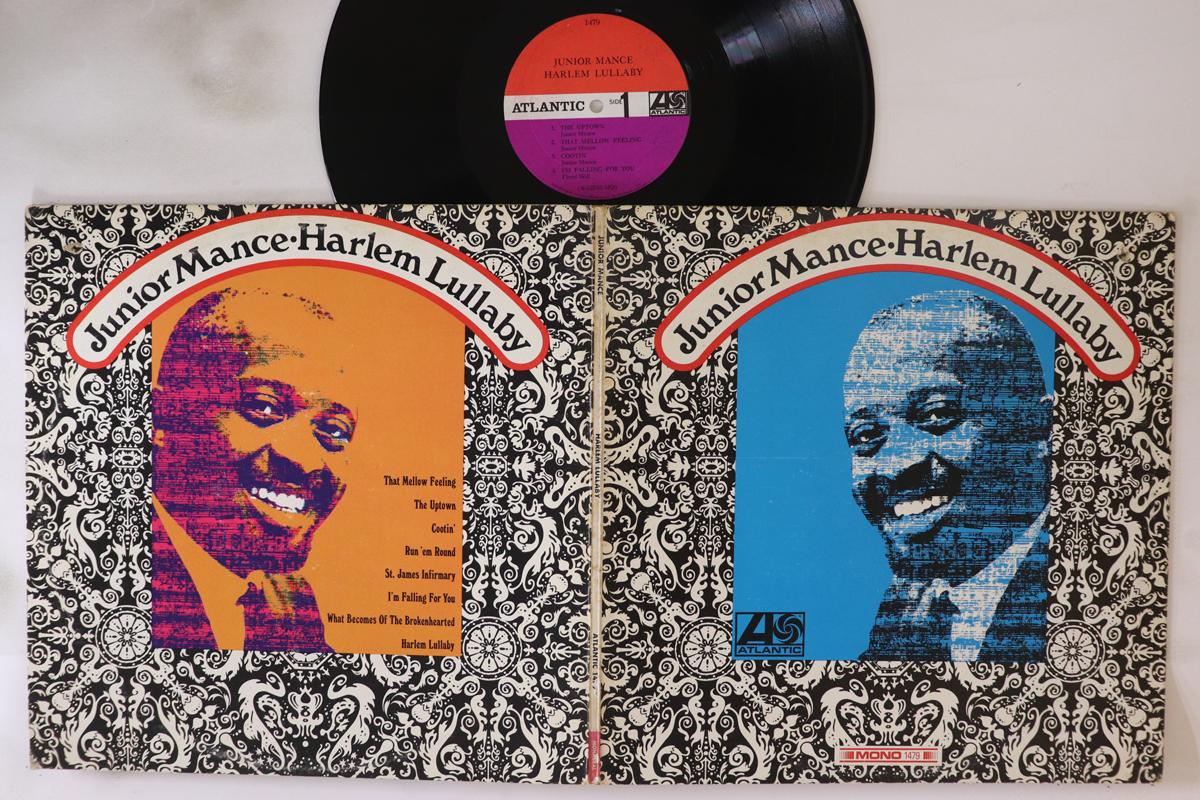 1479
JUNIOR MANCE
HARLEM LULLABY
ATLANTIC
SIDE 1
ATLANTIC
1. THE UPTOWN
Junior Mance
2. THAT MELLOW FEELING
Junior Mance
3. COOTIN'
Junior Mance
4. I'M FALLING FOR YOU
Junior Mance·Harlem Lullaby
That Mellow Feeling
The Uptown
Cootin'
Run 'em Round
St. James Infirmary
I'm Falling For You
What Becomes Of The Brokenhearted
Harlem Lullaby
JUNIOR MANCE
HARLEM LULLABY
ATLANTIC
Junior Mance·Harlem Lullaby
ATLANTIC
MONO 1479